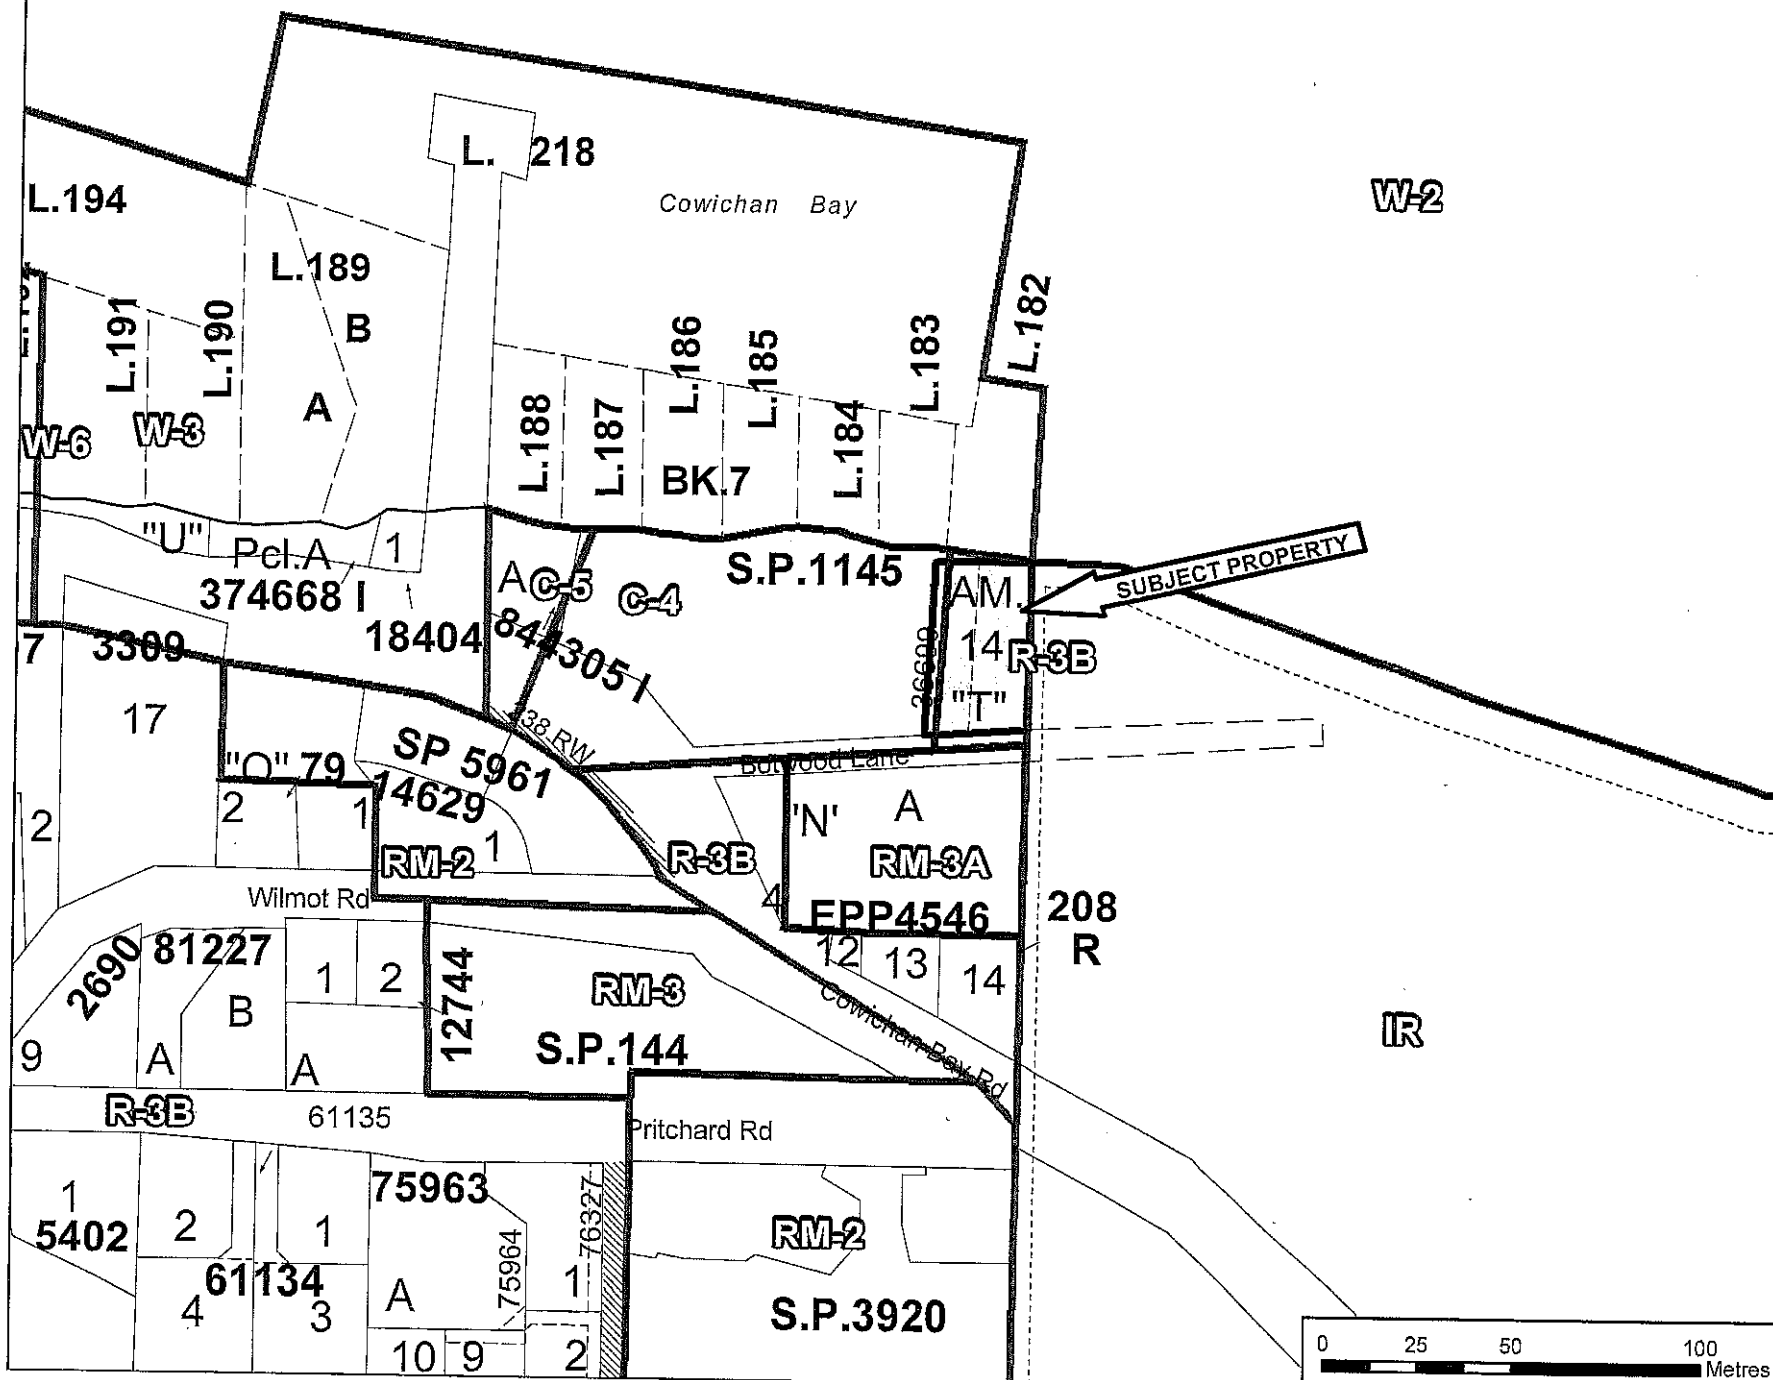 L. 218
Cowichan Bay
W-2
L.194
L.189
L.182
L.191
L.190
B
L.186
L.185
L.183
A
L.188
L.187
L.184
W-6
W-3
BK.7
"U"
Pcl.A
1
374668 I
18404
A
C-5
C-4
844305 I
S.P.1145
SUBJECT PROPERTY
AM.
14
R-3B
"T"
36609
7
3309
17
238 RW
SP 5961
"O" 79
14629
Botwood Lane
2
2
1
1
RM-2
R-3B
'N'
A
RM-3A
4
EPP4546
208
R
Wilmot Rd
2690
81227
1
2
12744
RM-3
12
13
14
Cowichan Bay Rd
IR
B
9
A
A
S.P.144
R-3B
61135
Pritchard Rd
1
5402
2
1
75963
75964
76327
RM-2
61134
4
3
A
1
S.P.3920
10
9
2
0 25 50 100
Metres